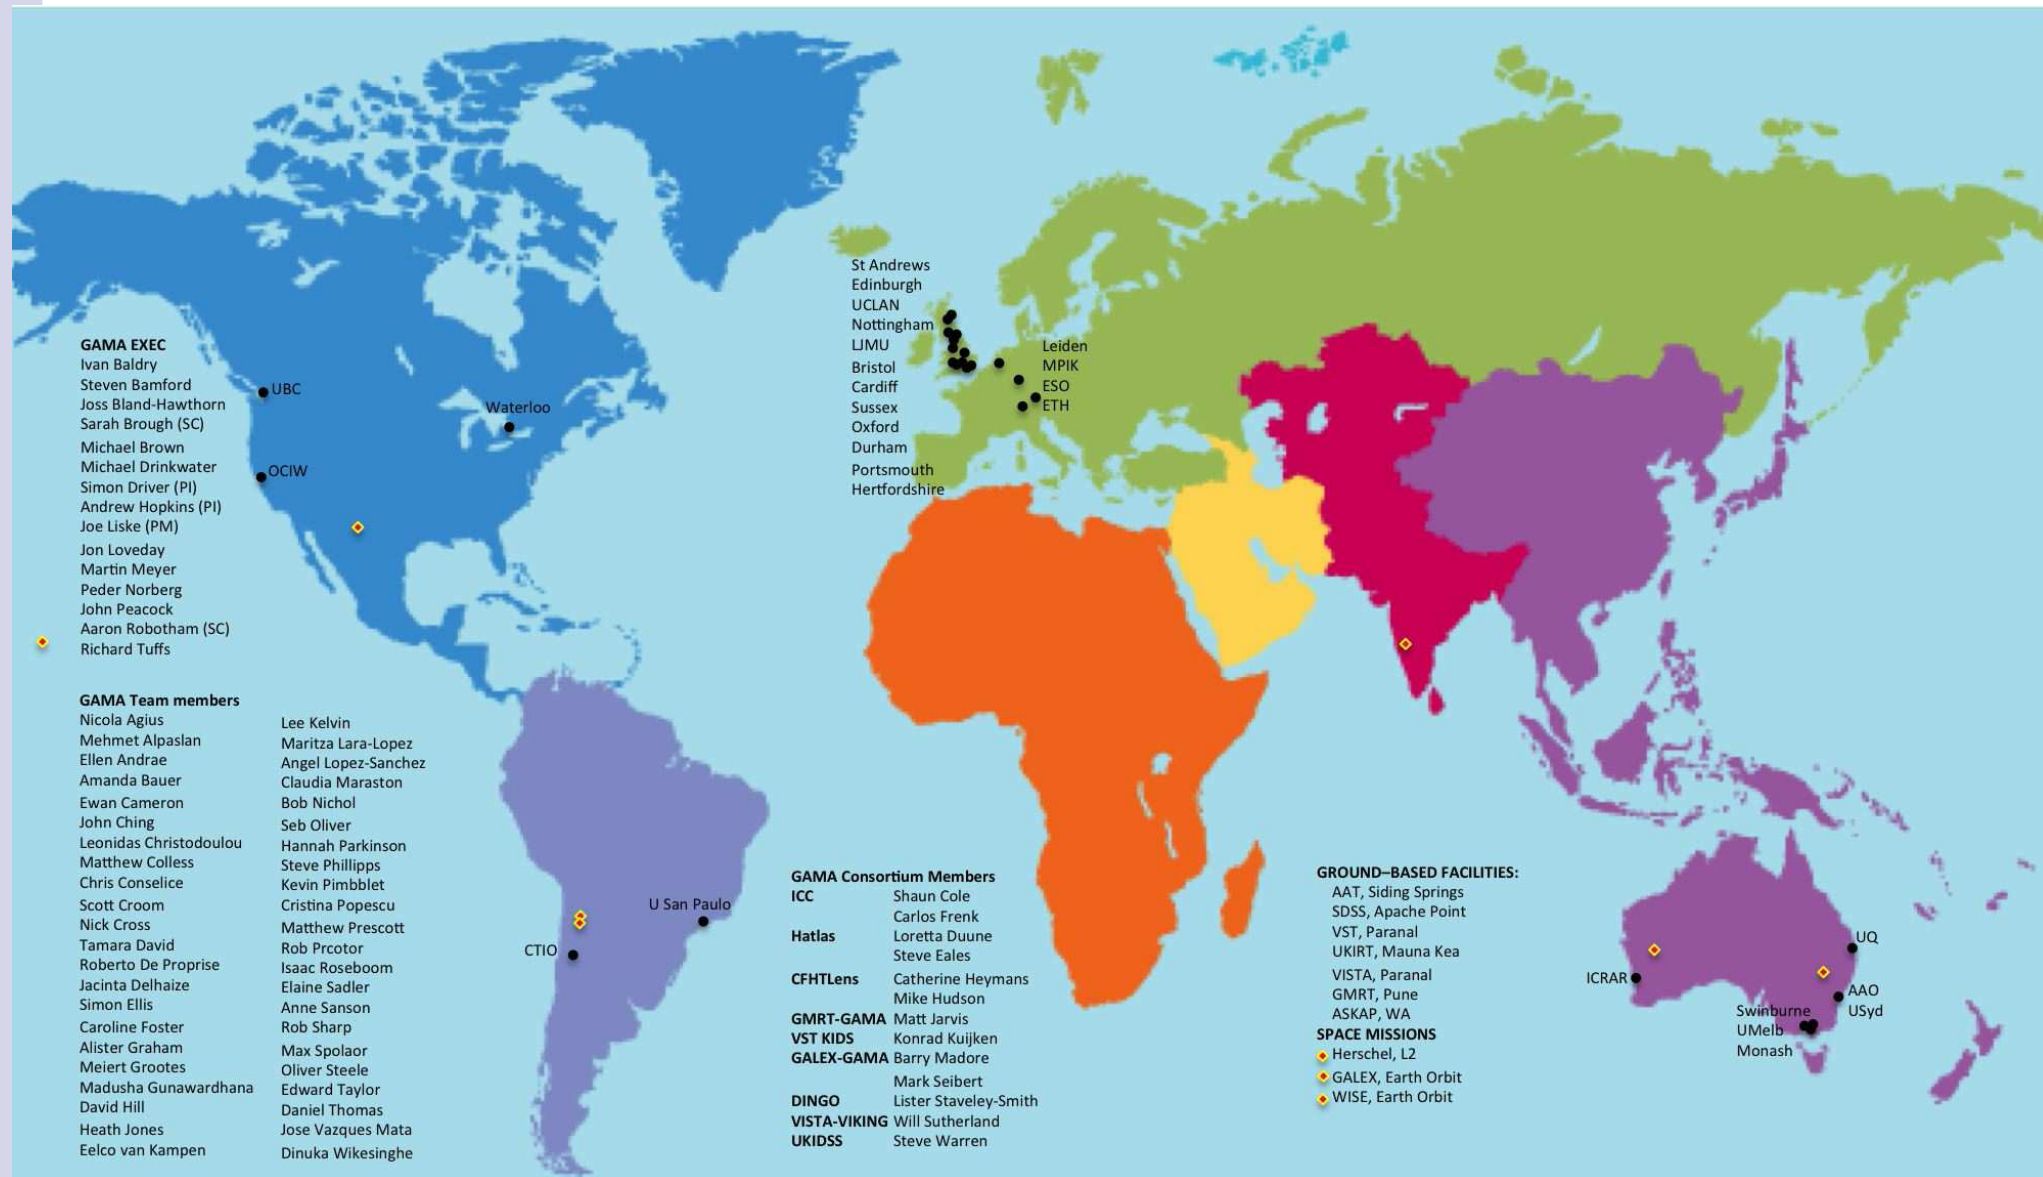 GAMA EXEC
Ivan Baldry
Steven Bamford
Joss Bland-Hawthorn
Sarah Brough (SC)
Michael Brown
Michael Drinkwater
Simon Driver (PI)
Andrew Hopkins (PI)
Joe Liske (PM)
Jon Loveday
Martin Meyer
Peder Norberg
John Peacock
Aaron Robotham (SC)
Richard Tuffs
UBC
Waterloo
OCIW
St Andrews
Edinburgh
UCLAN
Nottingham
LJMU
Bristol
Cardiff
Sussex
Oxford
Durham
Portsmouth
Hertfordshire
Leiden
MPIK
ESO
ETH
GAMA Team members
Nicola Agius
Mehmet Alpaslan
Ellen Andrae
Amanda Bauer
Ewan Cameron
John Ching
Leonidas Christodoulou
Matthew Colless
Chris Conselice
Scott Croom
Nick Cross
Tamara David
Roberto De Proprise
Jacinta Delhaize
Simon Ellis
Caroline Foster
Alister Graham
Meiert Grootes
Madusha Gunawardhana
David Hill
Heath Jones
Eelco van Kampen
Lee Kelvin
Maritza Lara-Lopez
Angel Lopez-Sanchez
Claudia Maraston
Bob Nichol
Seb Oliver
Hannah Parkinson
Steve Phillipps
Kevin Pimbblet
Cristina Popescu
Matthew Prescott
Rob Prcotor
Isaac Roseboom
Elaine Sadler
Anne Sanson
Rob Sharp
Max Spolaor
Oliver Steele
Edward Taylor
Daniel Thomas
Jose Vazques Mata
Dinuka Wikesinghe
U San Paulo
CTIO
GAMA Consortium Members
ICC Shaun Cole
Carlos Frenk
Hatlas Loretta Duune
Steve Eales
CFHTLens Catherine Heymans
Mike Hudson
GMRT-GAMA Matt Jarvis
VST KIDS Konrad Kuijken
GALEX-GAMA Barry Madore
Mark Seibert
DINGO Lister Staveley-Smith
VISTA-VIKING Will Sutherland
UKIDSS Steve Warren
GROUND–BASED FACILITIES:
AAT, Siding Springs
SDSS, Apache Point
VST, Paranal
UKIRT, Mauna Kea
VISTA, Paranal
GMRT, Pune
ASKAP, WA
SPACE MISSIONS
Herschel, L2
GALEX, Earth Orbit
WISE, Earth Orbit
UQ
ICRAR
AAO
USyd
Swinburne
UMelb
Monash